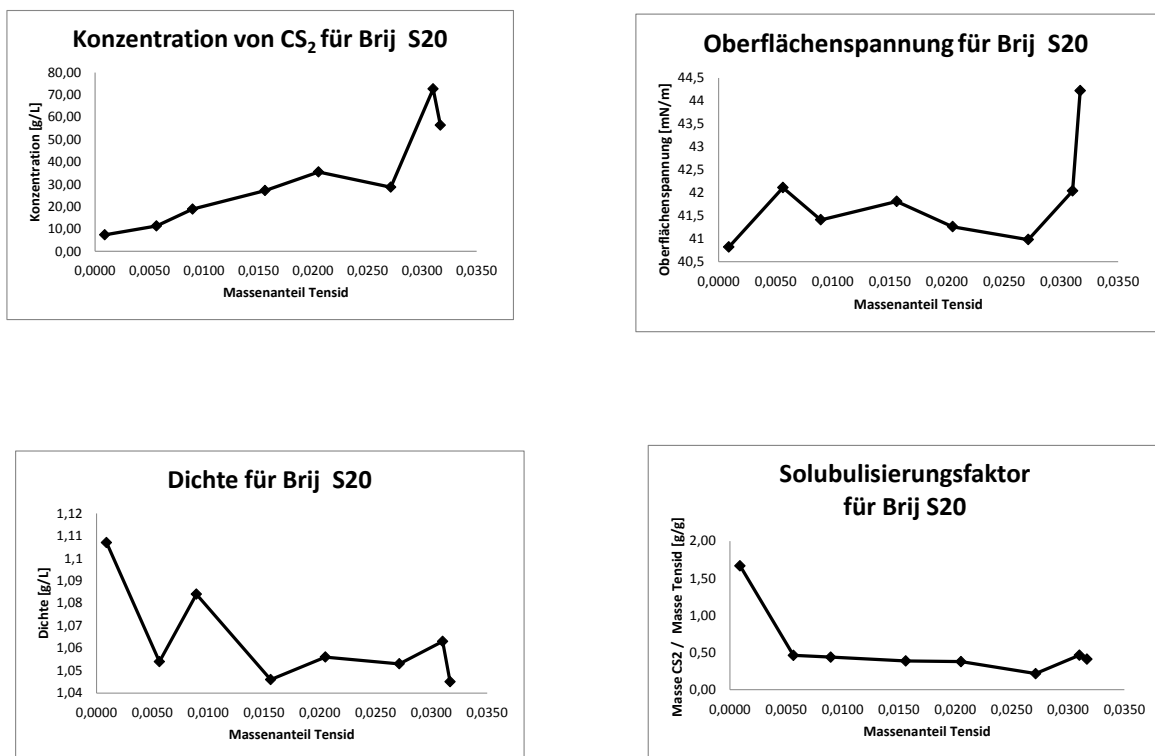 Konzentration von CS₂ für Brij S20
80,00
70,00
60,00
50,00
40,00
30,00
20,00
10,00
0,00
Konzentration [g/L]
0,0000 0,0050 0,0100 0,0150 0,0200 0,0250 0,0300 0,0350
Massenanteil Tensid
Oberflächenspannung für Brij S20
44,5
44
43,5
43
42,5
42
41,5
41
40,5
Oberflächenspannung [mN/m]
0,0000 0,0050 0,0100 0,0150 0,0200 0,0250 0,0300 0,0350
Massenanteil Tensid
Dichte für Brij S20
1,12
1,11
1,1
1,09
1,08
1,07
1,06
1,05
1,04
Dichte [g/L]
0,0000 0,0050 0,0100 0,0150 0,0200 0,0250 0,0300 0,0350
Massenanteil Tensid
Solubulisierungsfaktor
für Brij S20
2,00
1,50
1,00
0,50
0,00
Masse CS2 / Masse Tensid [g/g]
0,0000 0,0050 0,0100 0,0150 0,0200 0,0250 0,0300 0,0350
Massenanteil Tensid